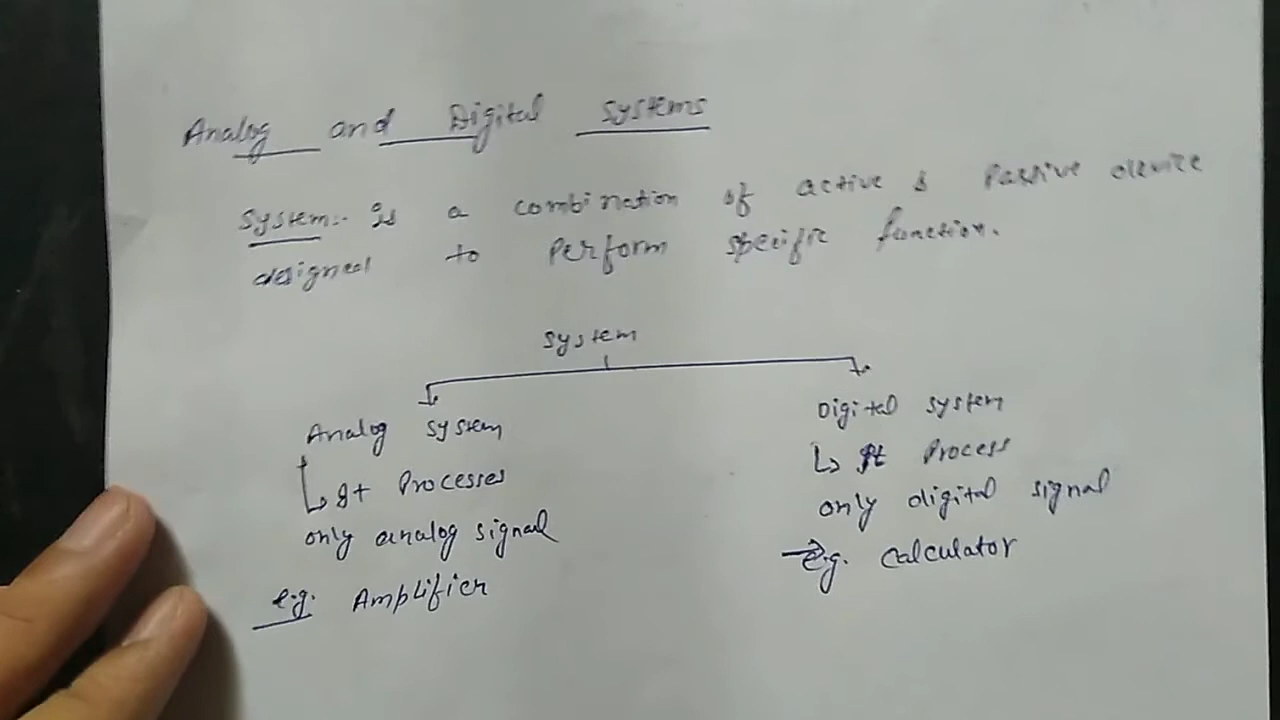 Analog and Digital systems
System:- Is a combination of active & Passive device
designed to Perform specific function.
System
Analog system
It Processes
only analog signal
e.g. Amplifier
Digital system
It Process
only digital signal
e.g. calculator